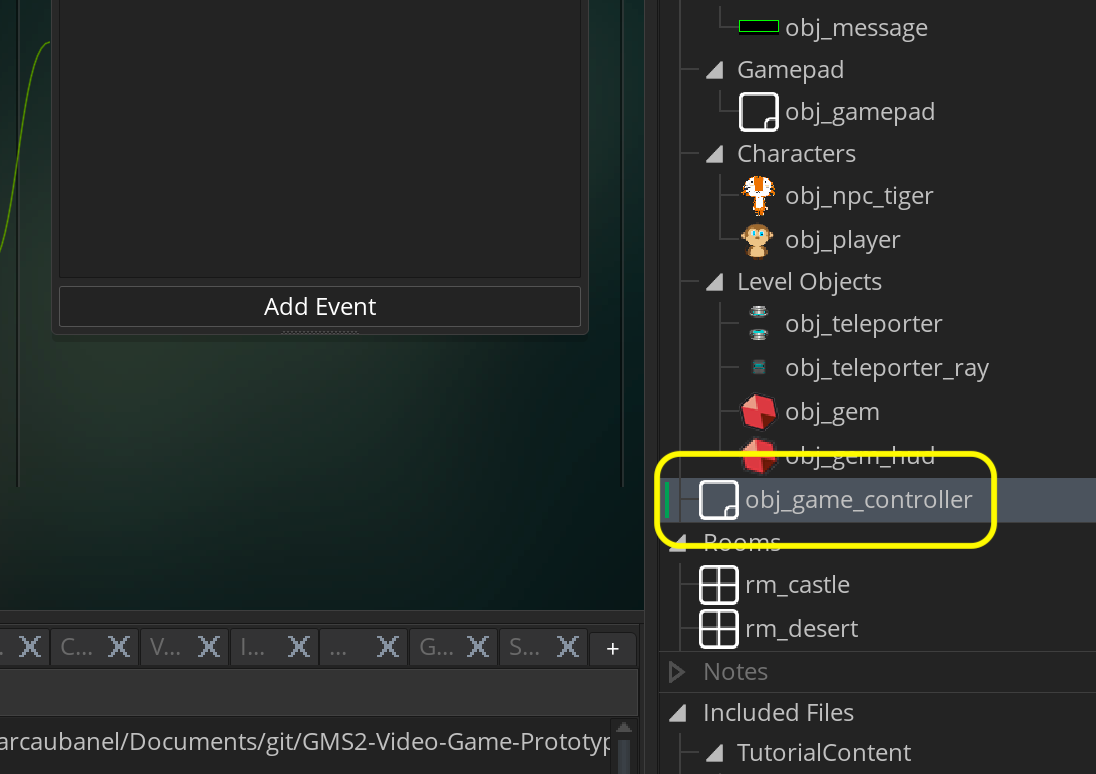 obj_message
Gamepad
obj_gamepad
Characters
obj_npc_tiger
obj_player
Level Objects
Add Event
obj_teleporter
obj_teleporter_ray
obj_gem
obj_gem_hud
obj_game_controller
Rooms
rm_castle
rm_desert
C... V... I... ... G... S... +
Notes
Included Files
arcaubanel/Documents/git/GMS2-Video-Game-Prototyp
TutorialContent